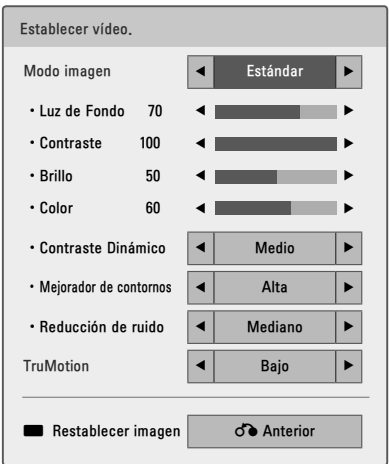 Establecer vídeo.
Modo imagen ◄ Estándar ►
• Luz de Fondo 70 ◄ ►
• Contraste 100 ◄ ►
• Brillo 50 ◄ ►
• Color 60 ◄ ►
• Contraste Dinámico ◄ Medio ►
• Mejorador de contornos ◄ Alta ►
• Reducción de ruido ◄ Mediano ►
TruMotion ◄ Bajo ►
Restablecer imagen Anterior